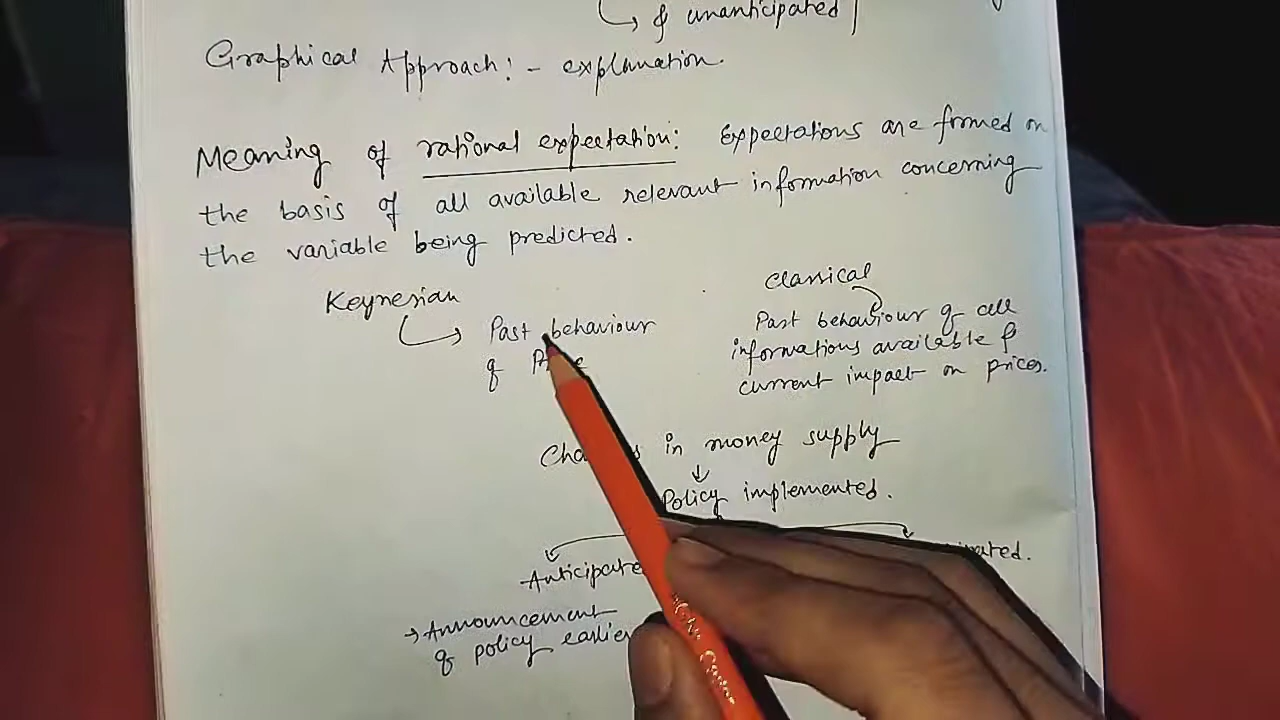 & unanticipated
Graphical Approach:- explanation.
Meaning of rational expectation: Expectations are formed on
the basis of all available relevant information concerning
the variable being predicted.
Keynesian
Past behaviour
of
Classical
Past behaviour of all
informations available &
current impact on prices.
in money supply
Policy implemented.
Anticipate
→ Announcement
of policy earlier